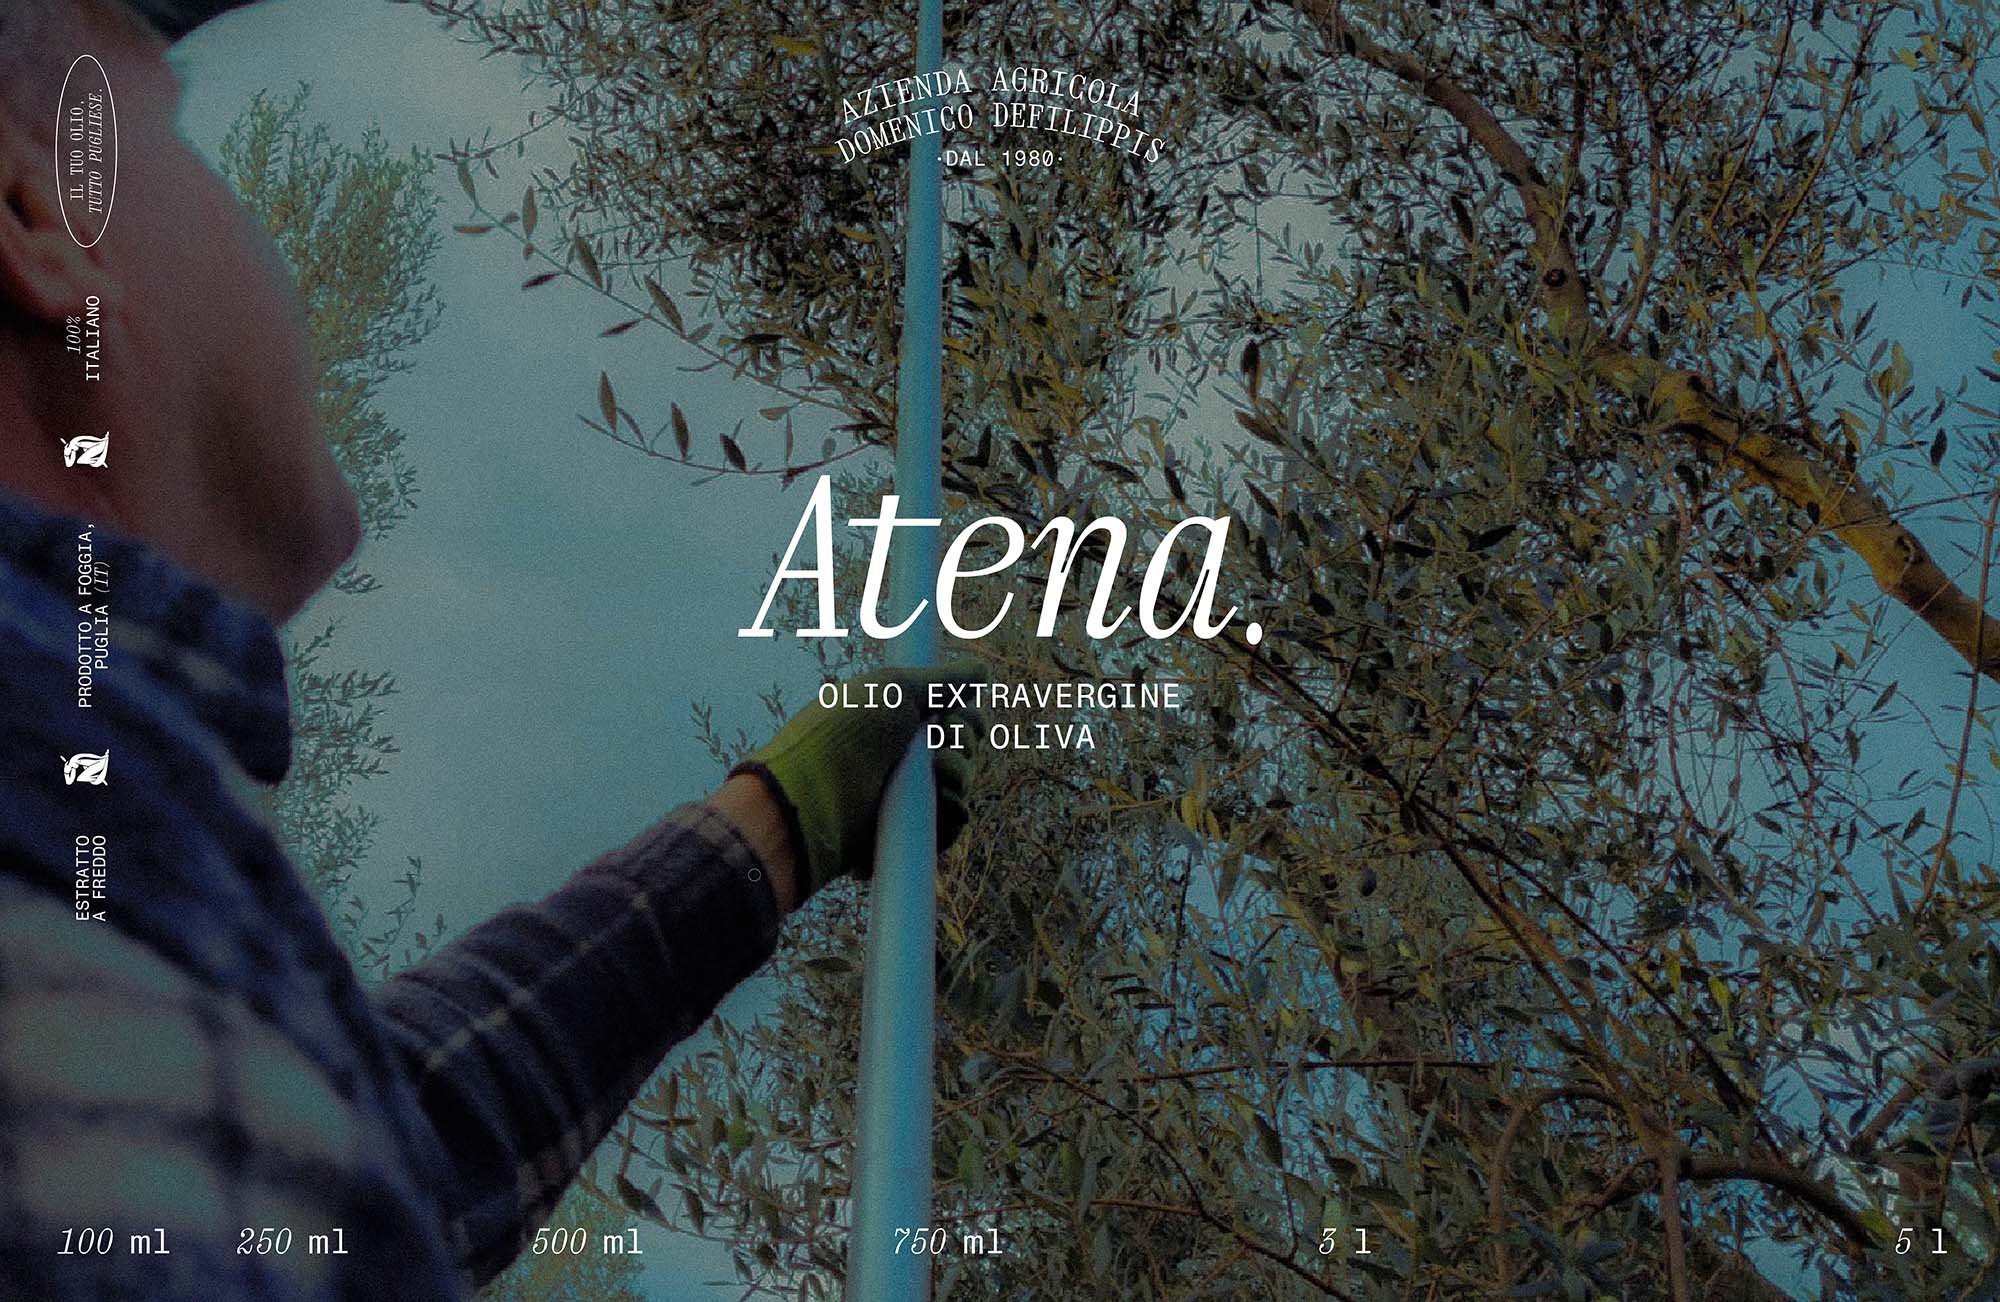 AZIENDA AGRICOLA
DOMENICO DEFILIPPIS
·DAL 1980·
IL TUO OLIO,
TUTTO PUGLIESE.
100%
ITALIANO
PRODOTTO A FOGGIA,
PUGLIA (IT)
ESTRATTO
A FREDDO
Atena.
OLIO EXTRAVERGINE
DI OLIVA
100 ml
250 ml
500 ml
750 ml
3 l
5 l